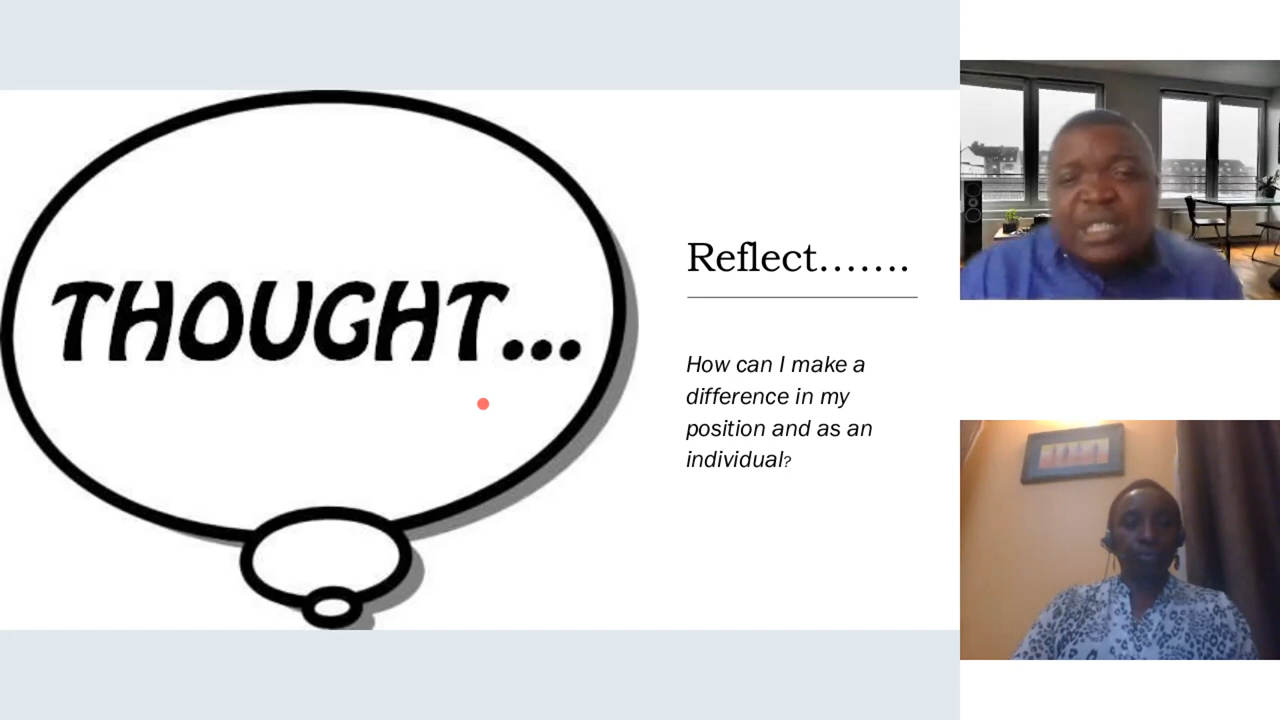 THOUGHT...
Reflect.......
How can I make a
difference in my
position and as an
individual?